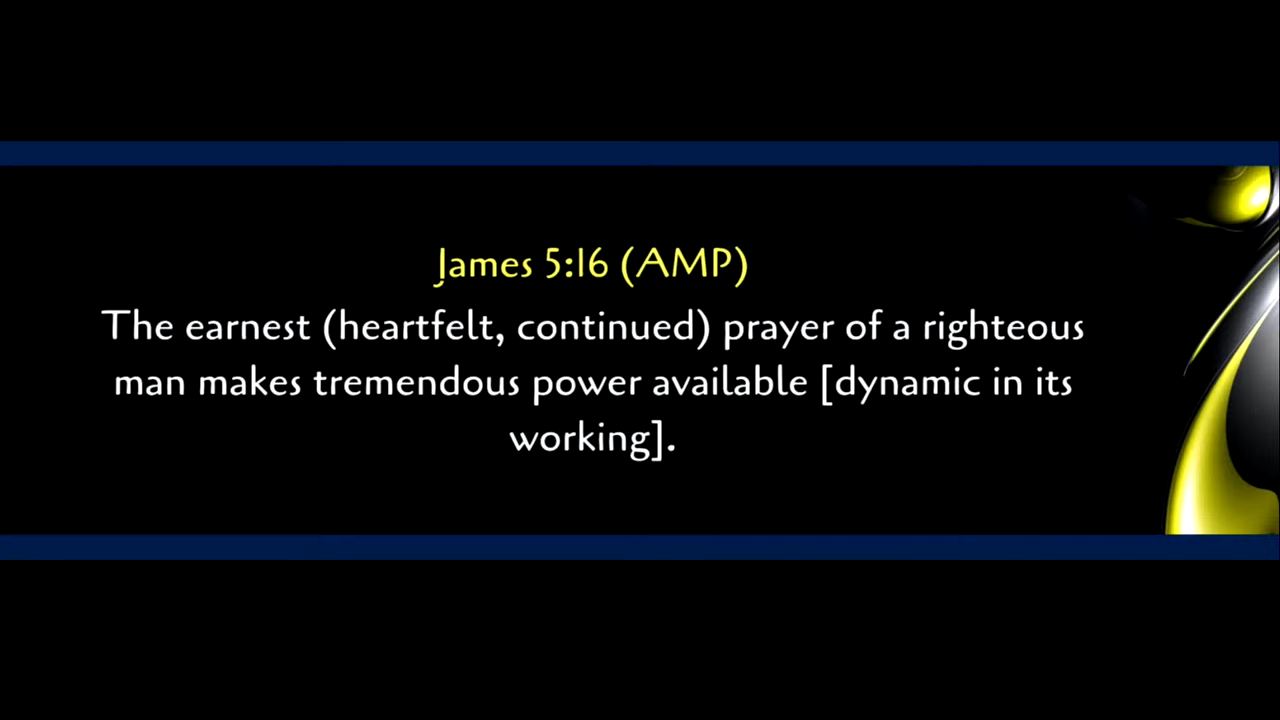 James 5:16 (AMP)
The earnest (heartfelt, continued) prayer of a righteous
man makes tremendous power available [dynamic in its
working].